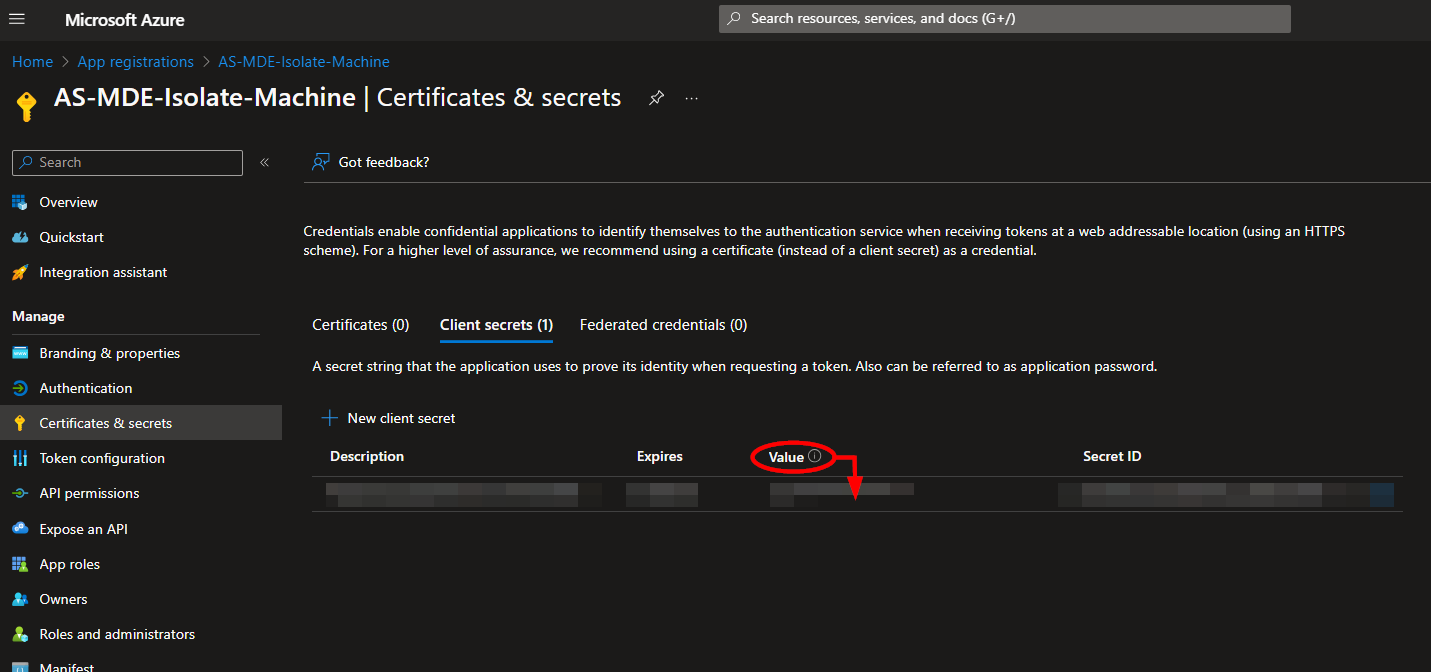 Microsoft Azure
Search resources, services, and docs (G+/)
Home > App registrations > AS-MDE-Isolate-Machine
AS-MDE-Isolate-Machine | Certificates & secrets
Search
Got feedback?
Overview
Quickstart
Integration assistant
Manage
Branding & properties
Authentication
Certificates & secrets
Token configuration
API permissions
Expose an API
App roles
Owners
Roles and administrators
Manifest
Credentials enable confidential applications to identify themselves to the authentication service when receiving tokens at a web addressable location (using an HTTPS
scheme). For a higher level of assurance, we recommend using a certificate (instead of a client secret) as a credential.
Certificates (0) Client secrets (1) Federated credentials (0)
A secret string that the application uses to prove its identity when requesting a token. Also can be referred to as application password.
New client secret
Description Expires Value Secret ID